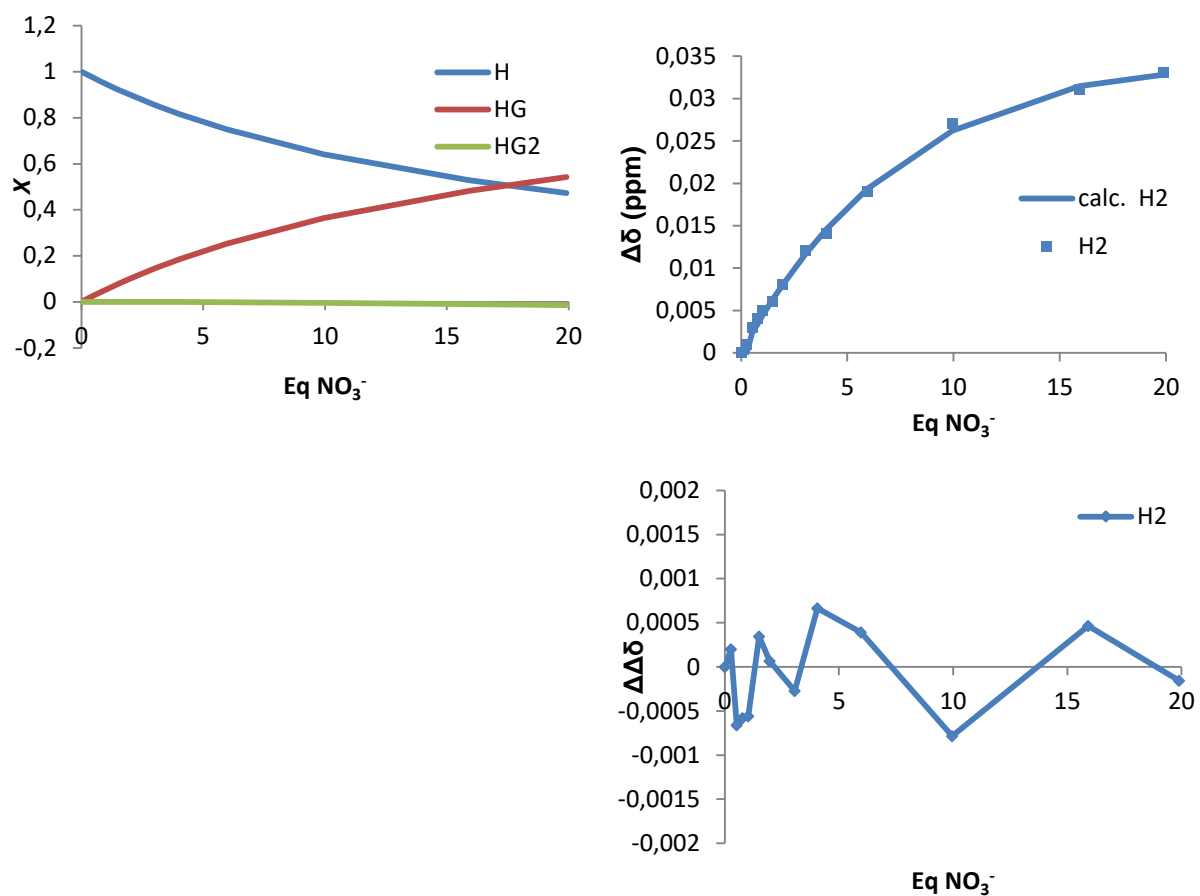 1,2
1
0,8
0,6
0,4
0,2
0
-0,2
X
0 5 10 15 20
Eq NO₃⁻
H
HG
HG2
0,035
0,03
0,025
0,02
0,015
0,01
0,005
0
Δδ (ppm)
0 5 10 15 20
Eq NO₃⁻
calc. H2
H2
0,002
0,0015
0,001
0,0005
0
-0,0005
-0,001
-0,0015
-0,002
ΔΔδ
0 5 10 15 20
Eq NO₃⁻
H2